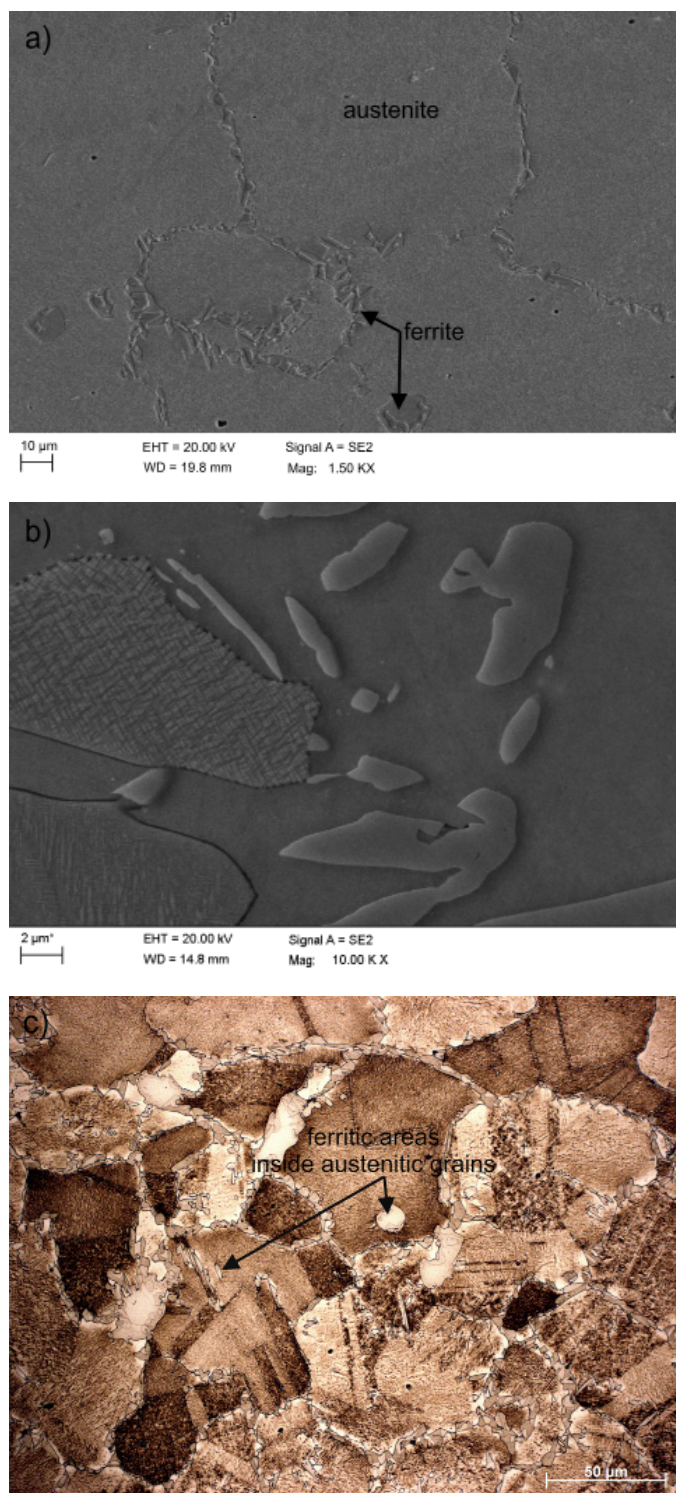 a)
austenite
ferrite
10 µm
EHT = 20.00 kV
Signal A = SE2
WD = 19.8 mm
Mag: 1.50 KX
b)
2 µm*
EHT = 20.00 kV
Signal A = SE2
WD = 14.8 mm
Mag: 10.00 K X
c)
ferritic areas
inside austenitic grains
50 µm